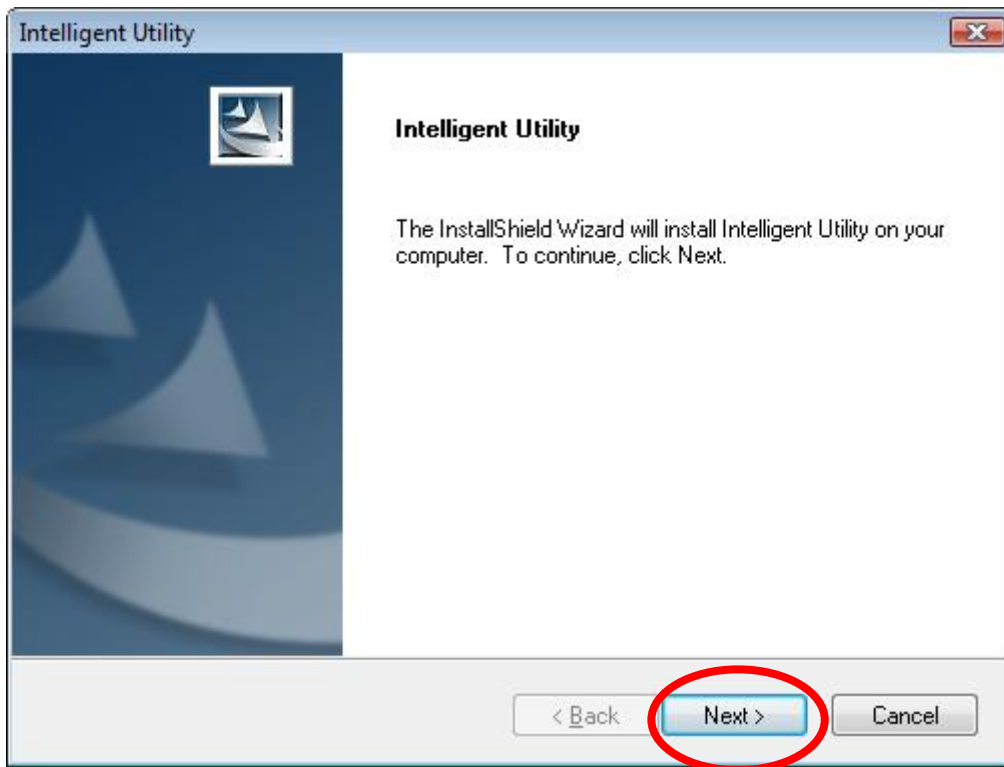 Intelligent Utility
Intelligent Utility
The InstallShield Wizard will install Intelligent Utility on your
computer.  To continue, click Next.
< Back Next > Cancel